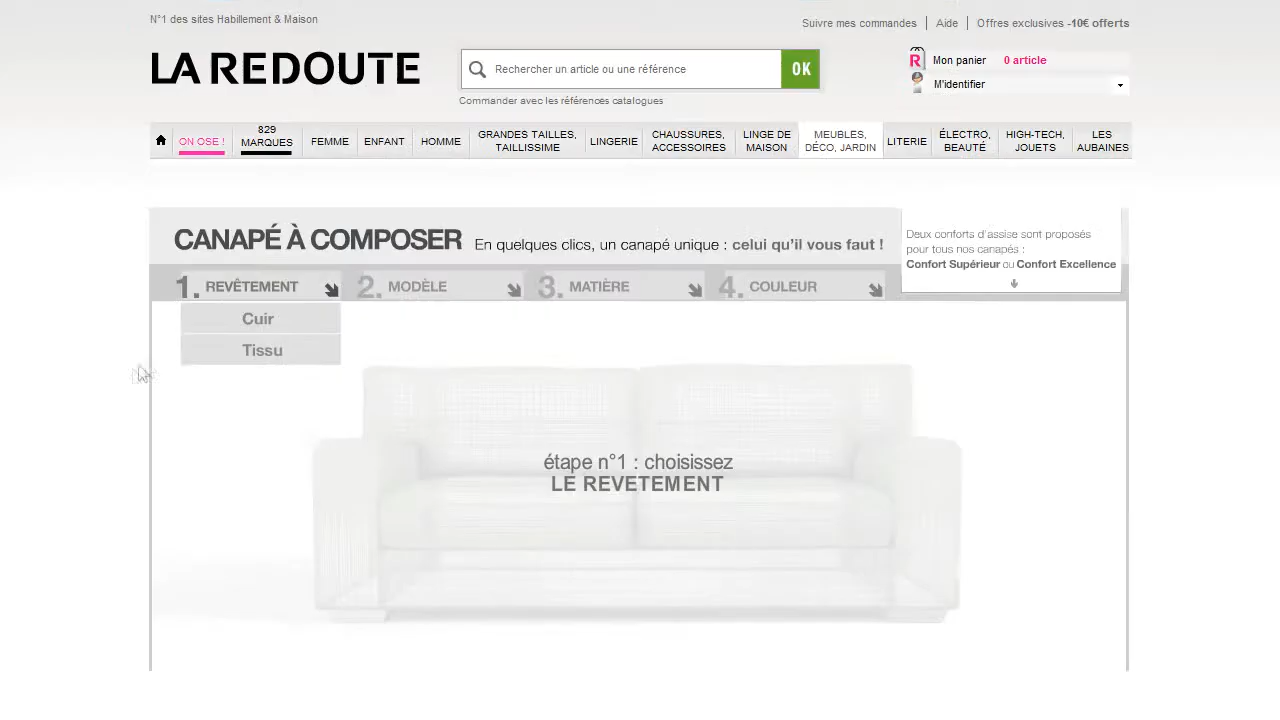 N°1 des sites Habillement & Maison
Suivre mes commandes | Aide | Offres exclusives -10€ offerts
LA REDOUTE
Rechercher un article ou une référence
OK
R Mon panier 0 article
M'identifier
Commander avec les références catalogues
ON OSE !
829
MARQUES
FEMME
ENFANT
HOMME
GRANDES TAILLES,
TAILLISSIME
LINGERIE
CHAUSSURES,
ACCESSOIRES
LINGE DE
MAISON
MEUBLES,
DÉCO, JARDIN
LITERIE
ÉLECTRO,
BEAUTÉ
HIGH-TECH,
JOUETS
LES
AUBAINES
CANAPÉ À COMPOSER En quelques clics, un canapé unique : celui qu'il vous faut !
Deux conforts d'assise sont proposés
pour tous nos canapés :
Confort Supérieur ou Confort Excellence
1. REVÊTEMENT
2. MODÈLE
3. MATIÈRE
4. COULEUR
Cuir
Tissu
étape n°1 : choisissez
LE REVETEMENT